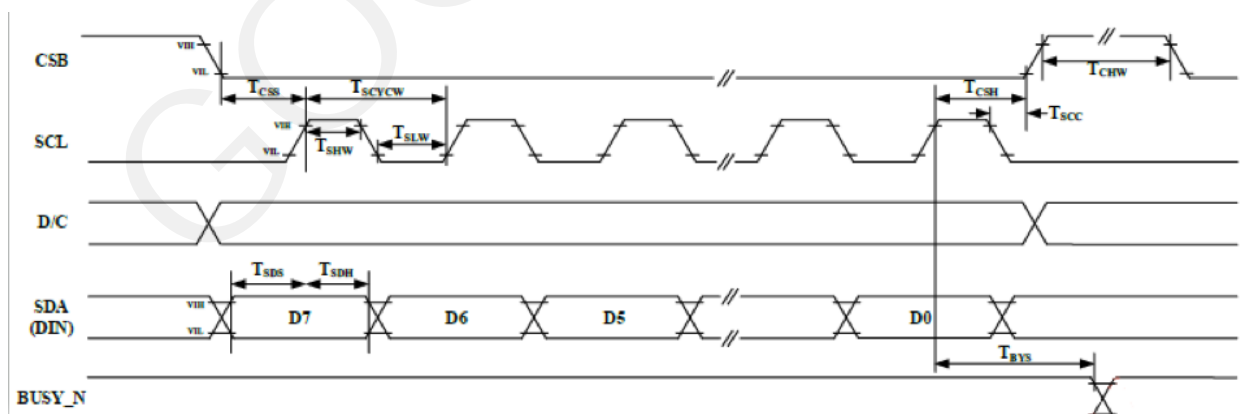 CSB
VIH
VIL
TCSS
TSCYCW
TCSH
TCHW
TSCC
SCL
VIH
VIL
TSHW
TSLW
D/C
SDA
(DIN)
VIH
VIL
TSDS
TSDH
D7
D6
D5
D0
TBYS
BUSY_N